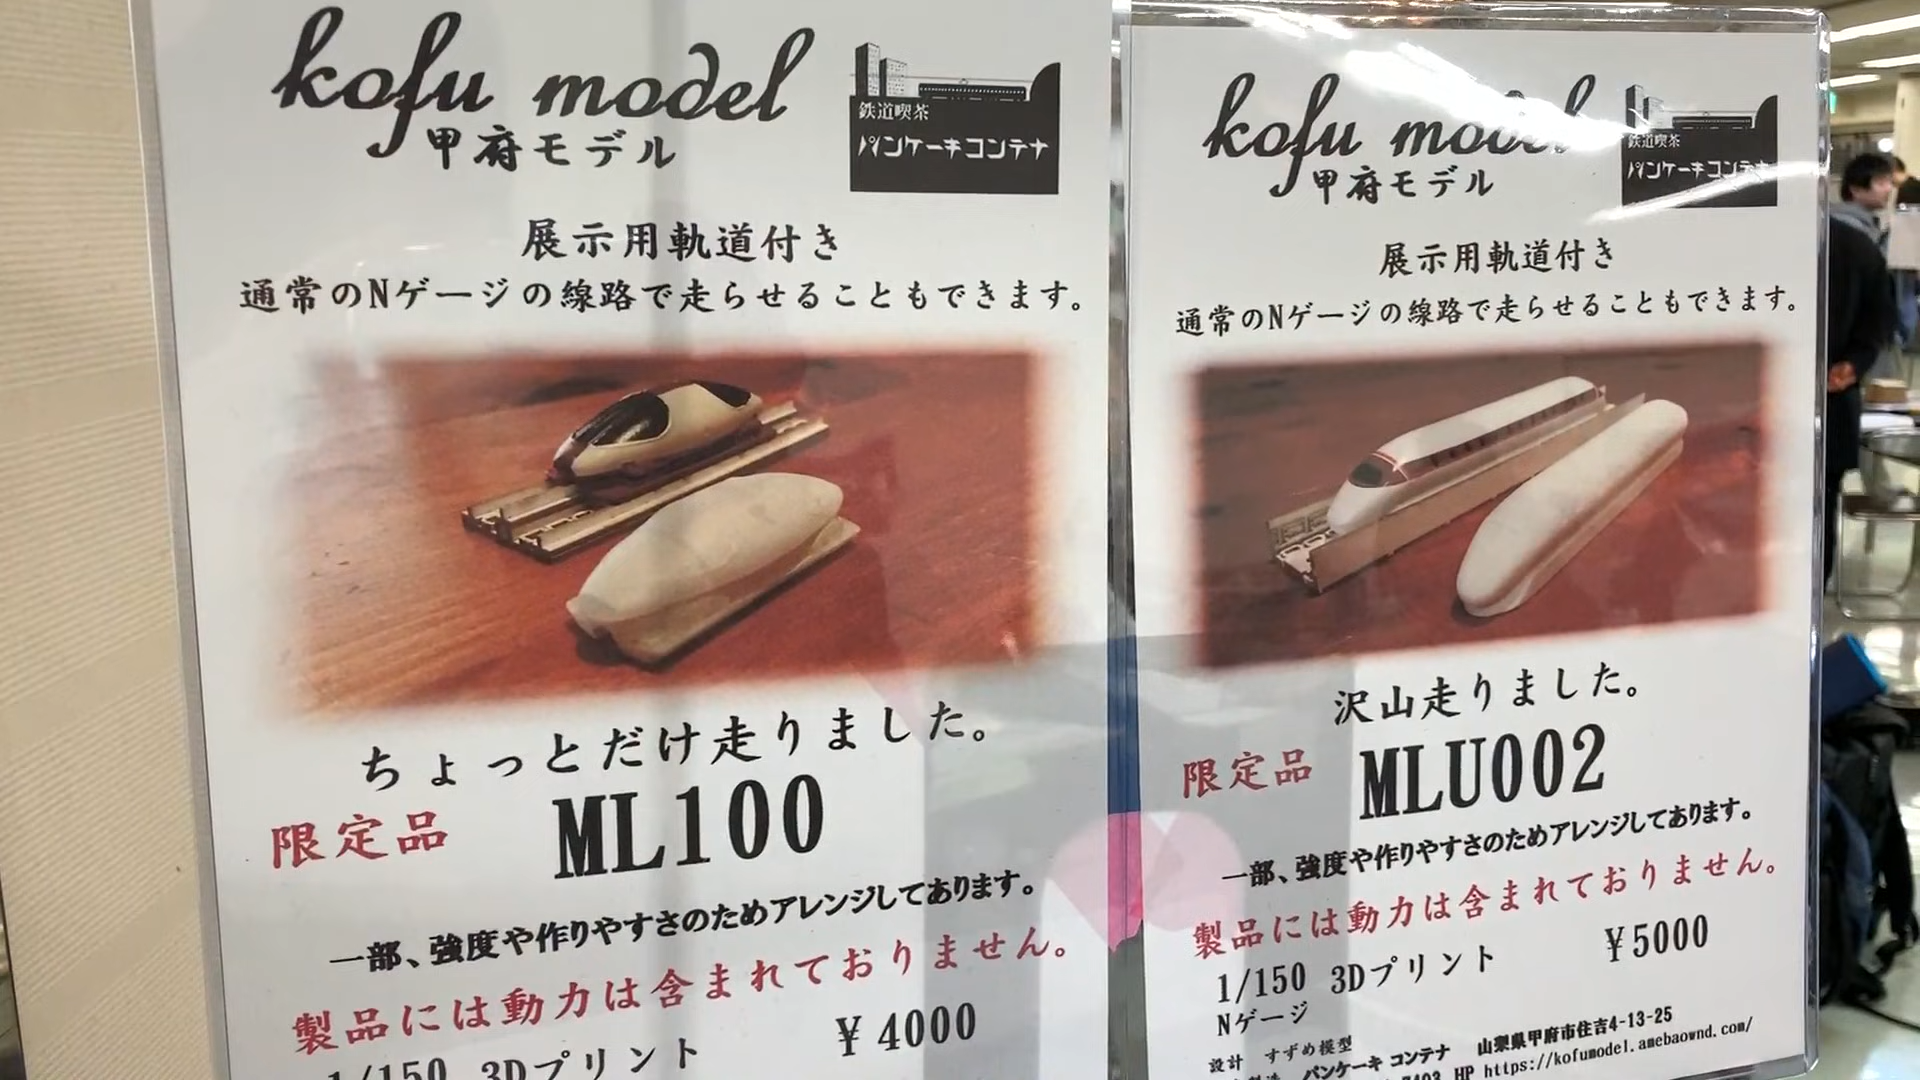 kofu model
甲府モデル
鉄道喫茶
パンケーキコンテナ
展示用軌道付き
通常のNゲージの線路で走らせることもできます。
ちょっとだけ走りました。
限定品 ML100
一部、強度や作りやすさのためアレンジしてあります。
製品には動力は含まれておりません。
1/150 3Dプリント ¥4000
kofu model
甲府モデル
鉄道喫茶
パンケーキコンテナ
展示用軌道付き
通常のNゲージの線路で走らせることもできます。
沢山走りました。
限定品 MLU002
一部、強度や作りやすさのためアレンジしてあります。
製品には動力は含まれておりません。
1/150 3Dプリント ¥5000
Nゲージ
設計 すずめ模型
パンケーキ コンテナ 山梨県甲府市住吉4-13-25
HP https://kofumodel.amebaownd.com/